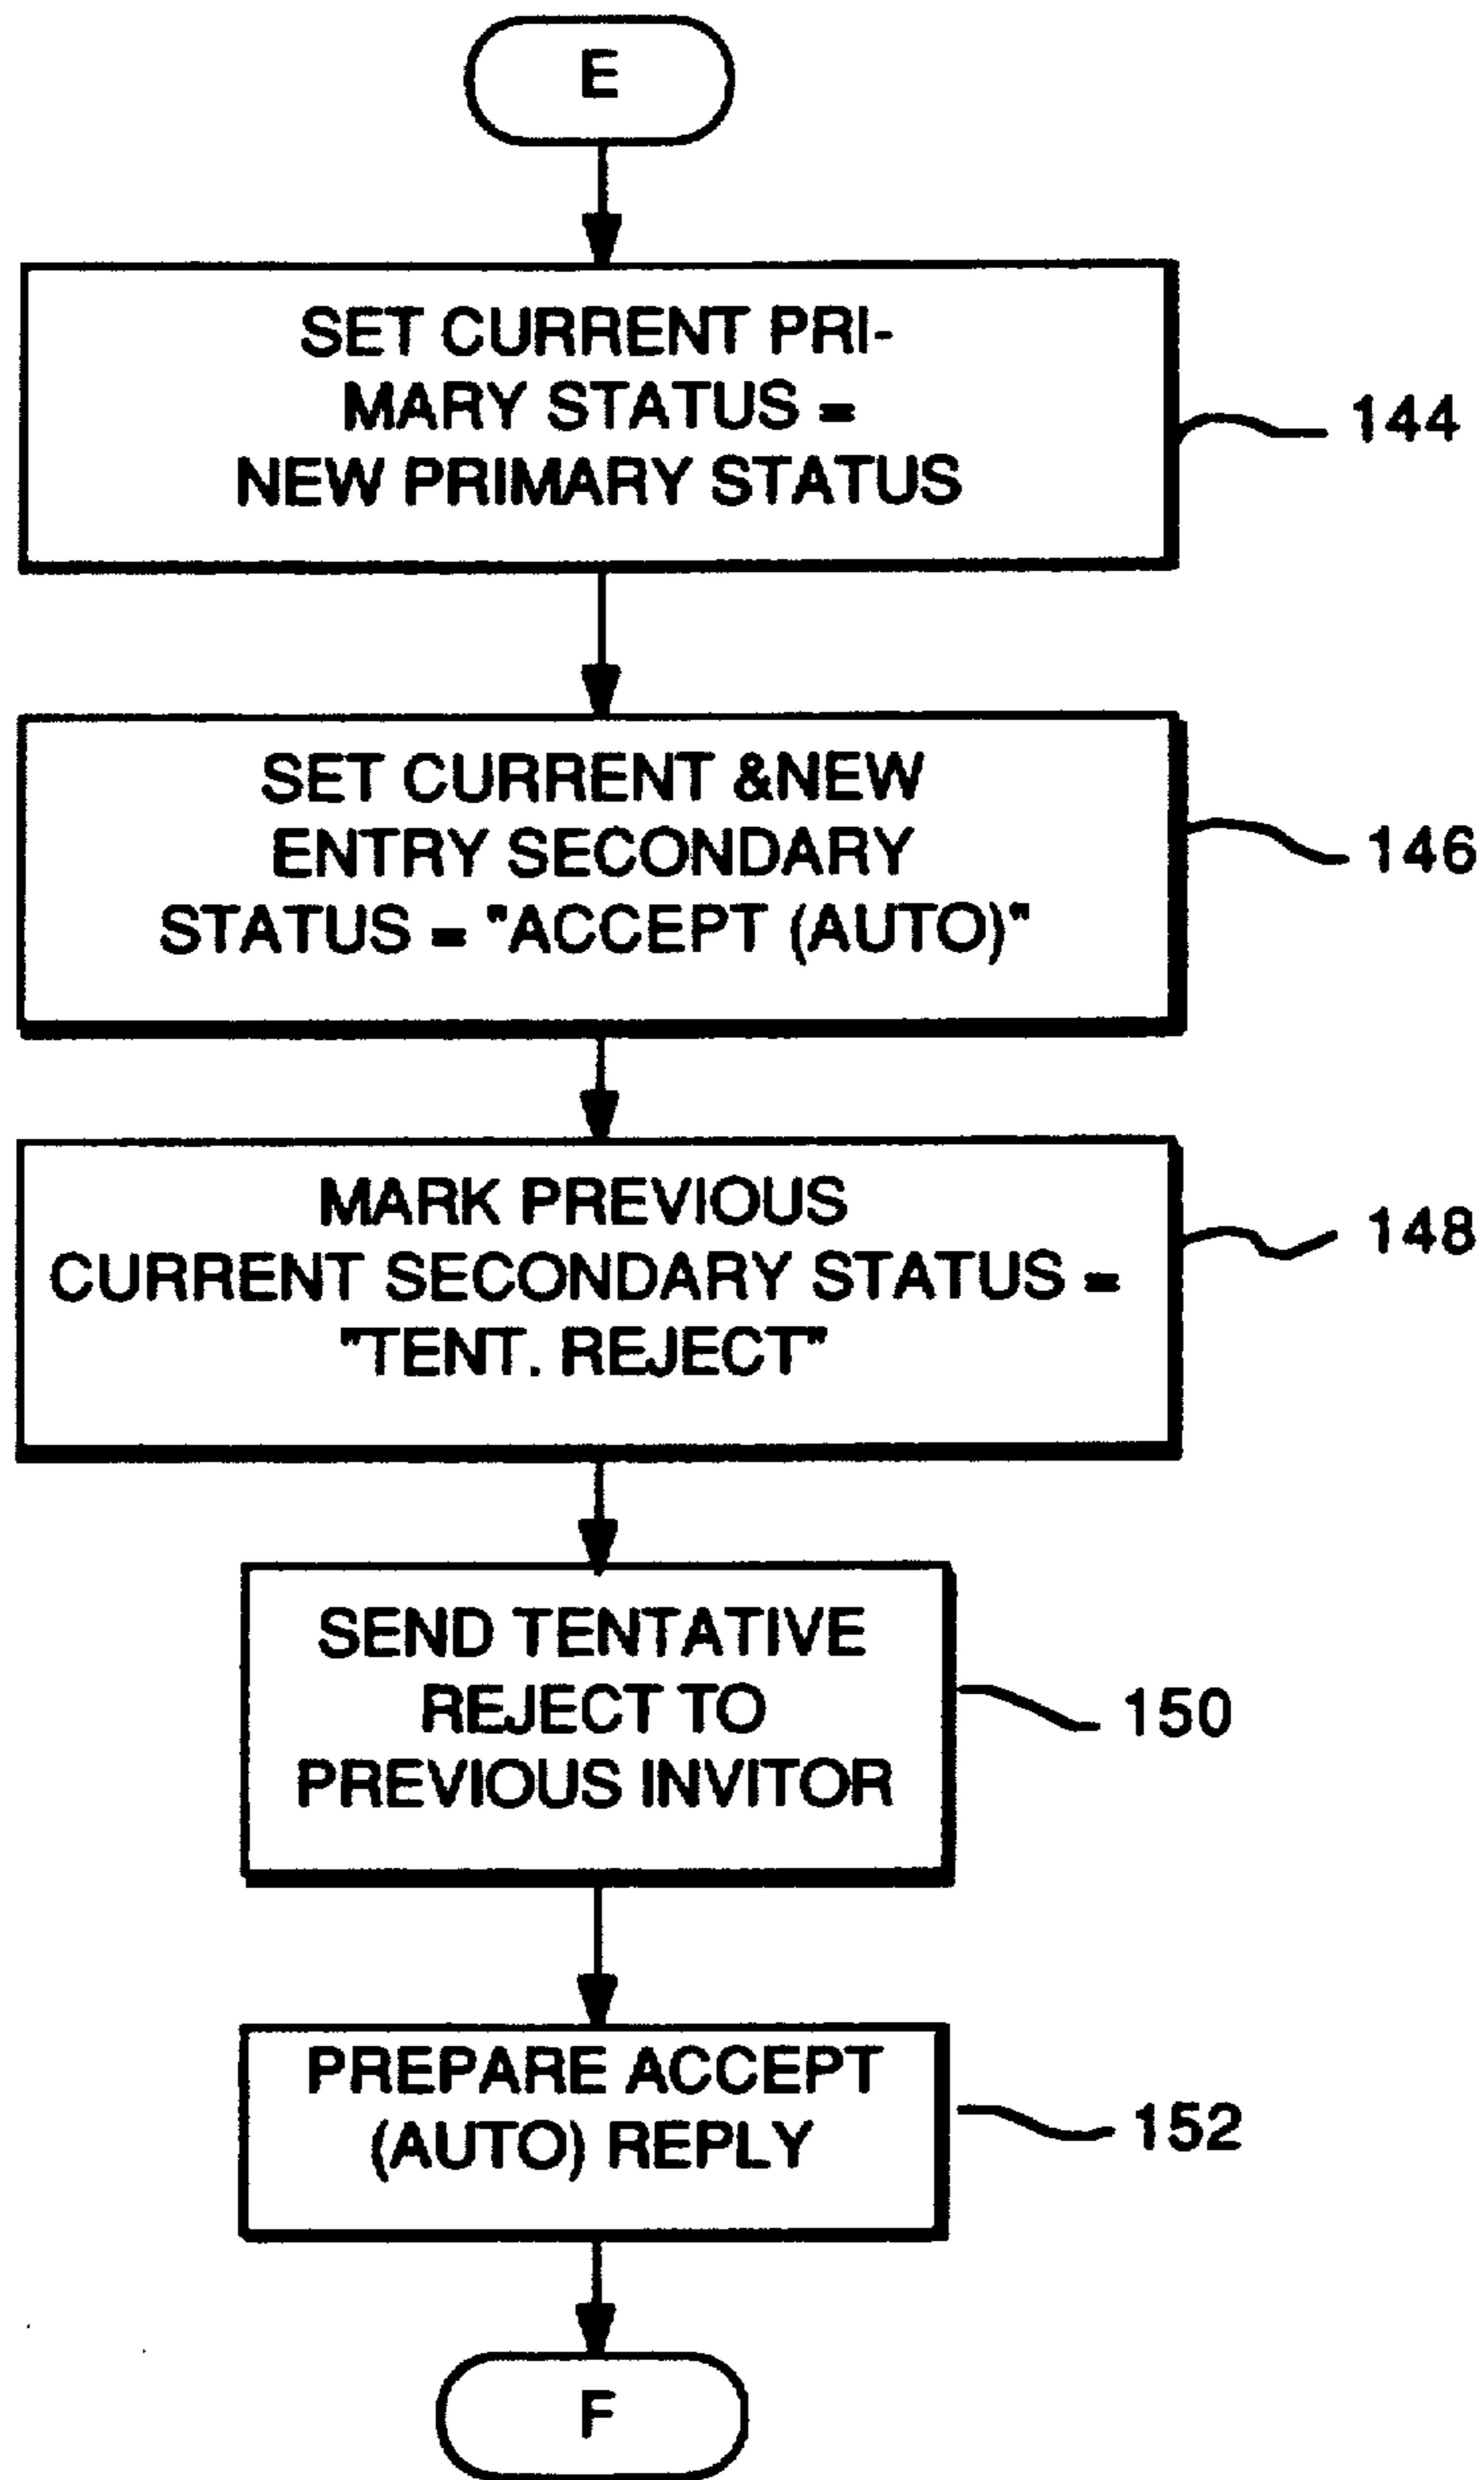 E
SET CURRENT PRI-
MARY STATUS =
NEW PRIMARY STATUS
144
SET CURRENT &NEW
ENTRY SECONDARY
STATUS = "ACCEPT (AUTO)"
146
MARK PREVIOUS
CURRENT SECONDARY STATUS =
"TENT. REJECT"
148
SEND TENTATIVE
REJECT TO
PREVIOUS INVITOR
150
PREPARE ACCEPT
(AUTO) REPLY
152
F